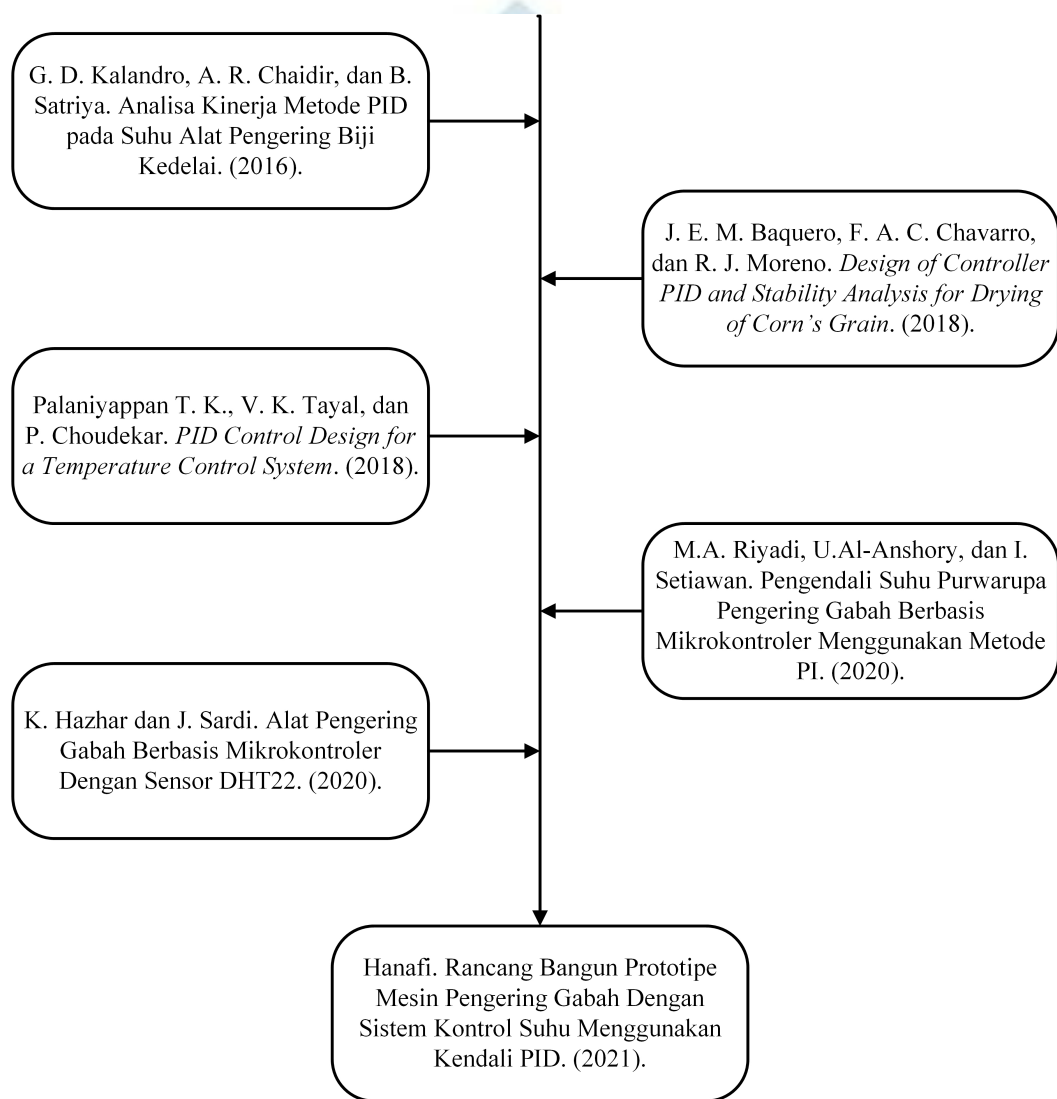 G. D. Kalandro, A. R. Chaidir, dan B.
Satriya. Analisa Kinerja Metode PID
pada Suhu Alat Pengering Biji
Kedelai. (2016).
J. E. M. Baquero, F. A. C. Chavarro,
dan R. J. Moreno. Design of Controller
PID and Stability Analysis for Drying
of Corn’s Grain. (2018).
Palaniyappan T. K., V. K. Tayal, dan
P. Choudekar. PID Control Design for
a Temperature Control System. (2018).
M.A. Riyadi, U.Al-Anshory, dan I.
Setiawan. Pengendali Suhu Purwarupa
Pengering Gabah Berbasis
Mikrokontroler Menggunakan Metode
PI. (2020).
K. Hazhar dan J. Sardi. Alat Pengering
Gabah Berbasis Mikrokontroler
Dengan Sensor DHT22. (2020).
Hanafi. Rancang Bangun Prototipe
Mesin Pengering Gabah Dengan
Sistem Kontrol Suhu Menggunakan
Kendali PID. (2021).